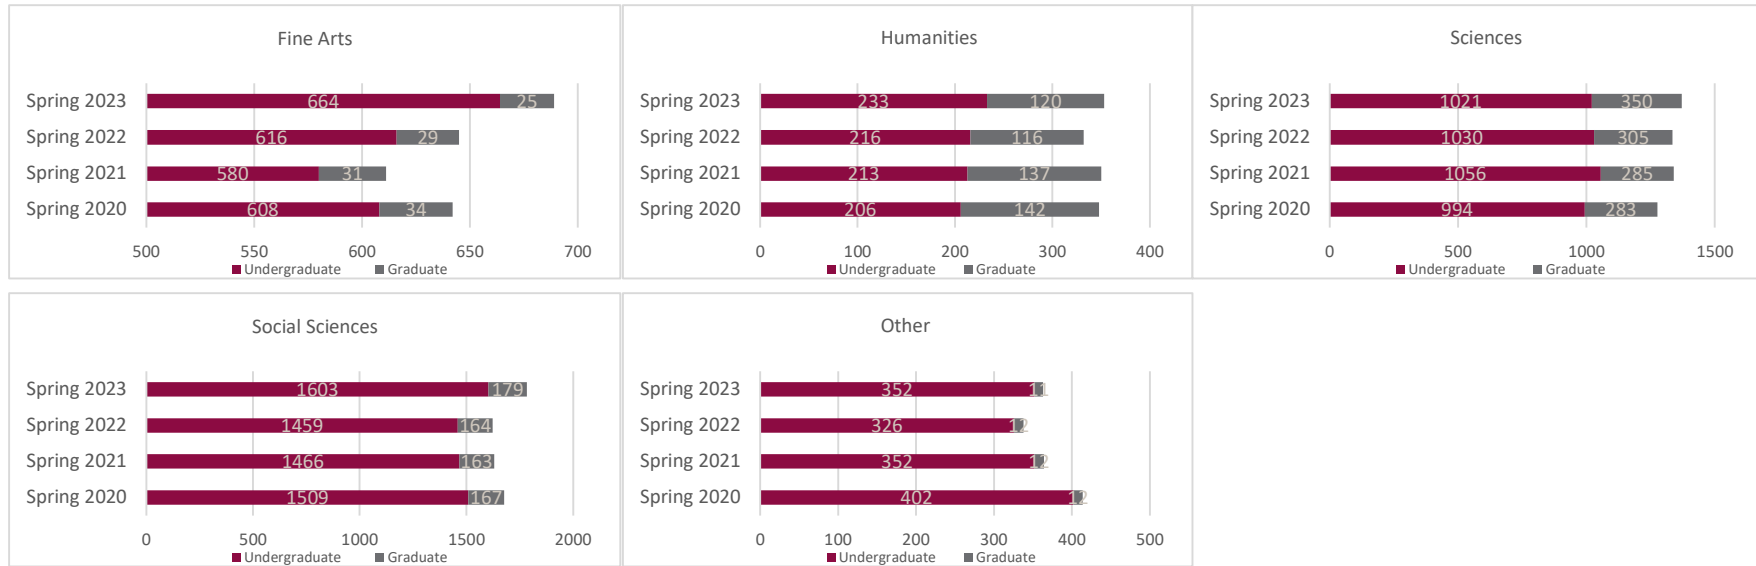 Fine Arts
Spring 2023 664 25
Spring 2022 616 29
Spring 2021 580 31
Spring 2020 608 34
500 550 600 650 700
Undergraduate Graduate
Humanities
Spring 2023 233 120
Spring 2022 216 116
Spring 2021 213 137
Spring 2020 206 142
0 100 200 300 400
Undergraduate Graduate
Sciences
Spring 2023 1021 350
Spring 2022 1030 305
Spring 2021 1056 285
Spring 2020 994 283
0 500 1000 1500
Undergraduate Graduate
Social Sciences
Spring 2023 1603 179
Spring 2022 1459 164
Spring 2021 1466 163
Spring 2020 1509 167
0 500 1000 1500 2000
Undergraduate Graduate
Other
Spring 2023 352 11
Spring 2022 326 12
Spring 2021 352 12
Spring 2020 402 12
0 100 200 300 400 500
Undergraduate Graduate